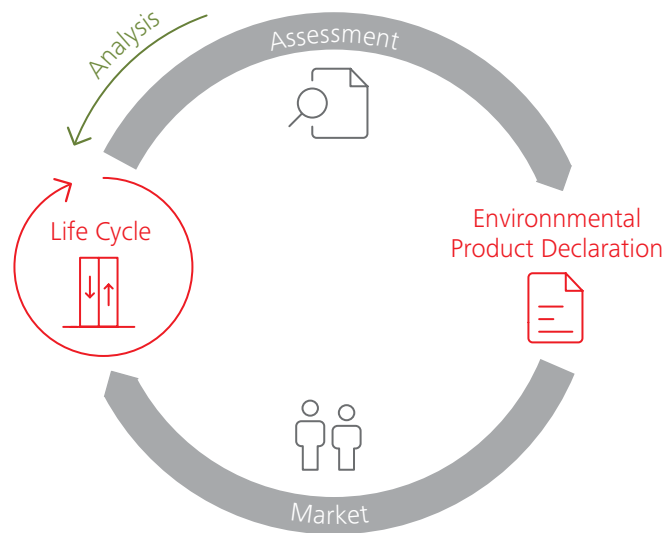 Analysis
Assessment
Life Cycle
Environnmental
Product Declaration
Market